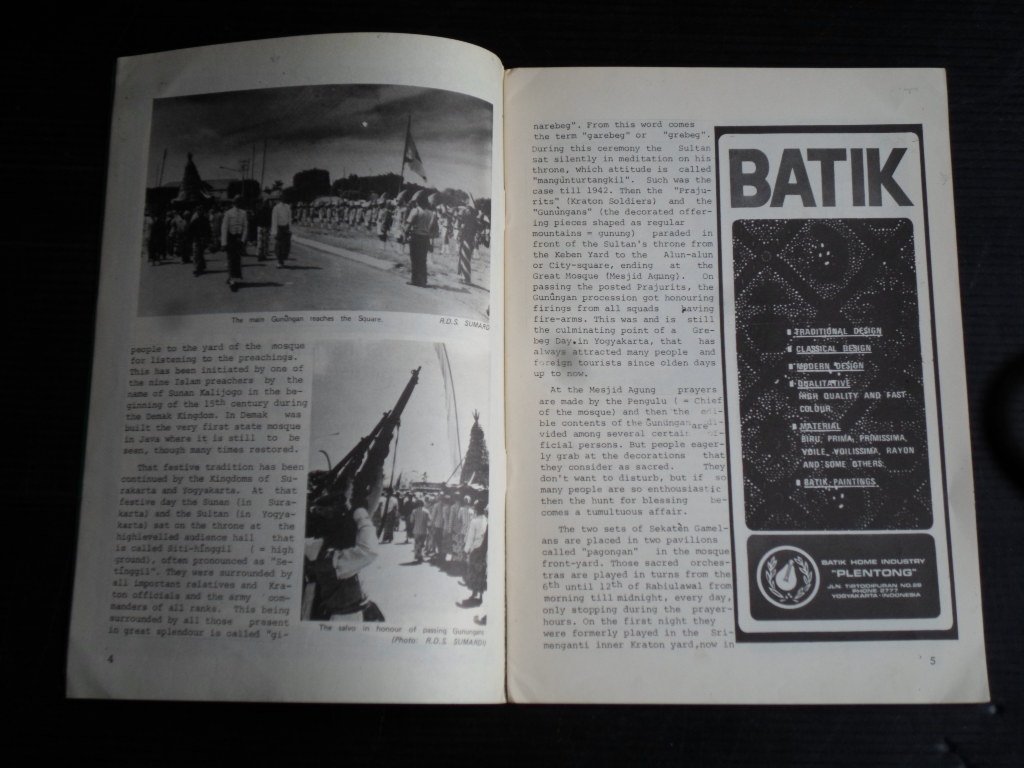 The main Gunŭngan reaches the Square.
R.D.S. SUMARD
people to the yard of the mosque
for listening to the preachings.
This has been initiated by one of
the nine Islam preachers by the
name of Sunan Kalijogo in the be-
ginning of the 15th century during
the Demak Kingdom. In Demak was
built the very first state mosque
in Java where it is still to be
seen, though many times restored.
That festive tradition has been
continued by the Kingdoms of Su-
rakarta and Yogyakarta. At that
festive day the Sunan (in Sura-
karta) and the Sultan (in Yogya-
karta) sat on the throne at the
highlevelled audience hall that
is called Siti-hinggil ( = high
ground), often pronounced as "Se-
tinggil". They were surrounded by
all important relatives and Kra-
ton officials and the army com-
manders of all ranks. This being
surrounded by all those present
in great splendour is called "gi-
The salvo in honour of passing Gunungans
(Photo: R.D.S. SUMARDI)
4
narebeg". From this word comes
the term "garebeg" or "grebeg".
During this ceremony the Sultan
sat silently in meditation on his
throne, which attitude is called
"mangŭnturtangkil". Such was the
case till 1942. Then the "Praju-
rits" (Kraton Soldiers) and the
"Gunŭngans" (the decorated offer-
ing pieces shaped as regular
mountains = gunung) paraded in
front of the Sultan's throne from
the Keben Yard to the Alun-alun
or City-square, ending at the
Great Mosque (Mesjid Agung). On
passing the posted Prajurits, the
Gunŭngan procession got honouring
firings from all squads having
fire-arms. This was and is still
the culminating point of a Gre-
beg Day in Yogyakarta, that has
always attracted many people and
foreign tourists since olden days
up to now.
At the Mesjid Agung prayers
are made by the Pengulu ( = Chief
of the mosque) and then the edi-
ble contents of the Gunŭngan are di-
vided among several certain of-
ficial persons. But people eager-
ly grab at the decorations that
they consider as sacred. They
don't want to disturb, but if so
many people are so enthousiastic
then the hunt for blessing be-
comes a tumultuous affair.
The two sets of Sekatèn Gamel-
ans are placed in two pavilions
called "pagongan" in the mosque
front-yard. Those sacred orches-
tras are played in turns from the
6th until 12th of Rabiulawal from
morning till midnight, every day,
only stopping during the prayer-
hours. On the first night they
were formerly played in the Sri-
menganti inner Kraton yard,now in
BATIK
TRADITIONAL DESIGN
CLASSICAL DESIGN
MODERN DESIGN
QUALITATIVE
HIGH QUALITY AND FAST
COLOUR.
MATERIAL
BIRU, PRIMA, PRIMISSIMA,
VOILE, VOILISSIMA, RAYON
AND SOME OTHERS.
BATIK-PAINTINGS
BATIK HOME INDUSTRY
"PLENTONG"
JLN. TIRTODIPURAN NO.28
PHONE 2777
YOGYAKARTA - INDONESIA
5